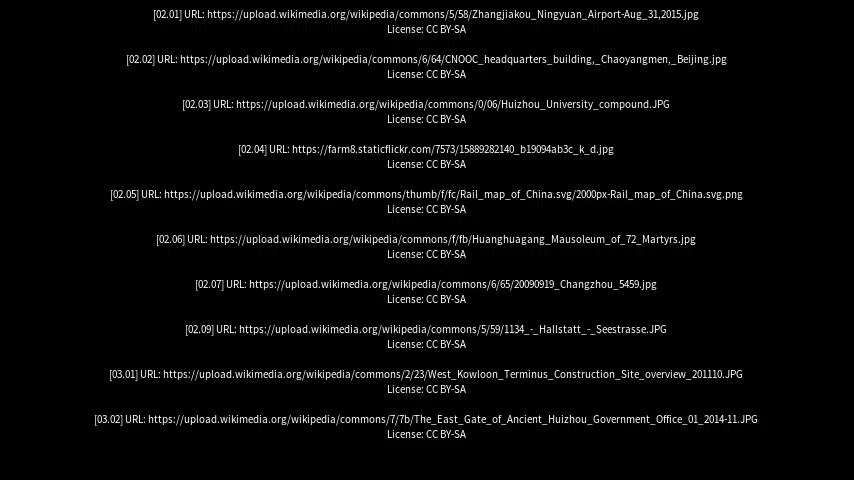 [02.01] URL: https://upload.wikimedia.org/wikipedia/commons/5/58/Zhangjiakou_Ningyuan_Airport-Aug_31,2015.jpg
License: CC BY-SA
[02.02] URL: https://upload.wikimedia.org/wikipedia/commons/6/64/CNOOC_headquarters_building,_Chaoyangmen,_Beijing.jpg
License: CC BY-SA
[02.03] URL: https://upload.wikimedia.org/wikipedia/commons/0/06/Huizhou_University_compound.JPG
License: CC BY-SA
[02.04] URL: https://farm8.staticflickr.com/7573/15889282140_b19094ab3c_k_d.jpg
License: CC BY-SA
[02.05] URL: https://upload.wikimedia.org/wikipedia/commons/thumb/f/fc/Rail_map_of_China.svg/2000px-Rail_map_of_China.svg.png
License: CC BY-SA
[02.06] URL: https://upload.wikimedia.org/wikipedia/commons/f/fb/Huanghuagang_Mausoleum_of_72_Martyrs.jpg
License: CC BY-SA
[02.07] URL: https://upload.wikimedia.org/wikipedia/commons/6/65/20090919_Changzhou_5459.jpg
License: CC BY-SA
[02.09] URL: https://upload.wikimedia.org/wikipedia/commons/5/59/1134_-_Hallstatt_-_Seestrasse.JPG
License: CC BY-SA
[03.01] URL: https://upload.wikimedia.org/wikipedia/commons/2/23/West_Kowloon_Terminus_Construction_Site_overview_201110.JPG
License: CC BY-SA
[03.02] URL: https://upload.wikimedia.org/wikipedia/commons/7/7b/The_East_Gate_of_Ancient_Huizhou_Government_Office_01_2014-11.JPG
License: CC BY-SA